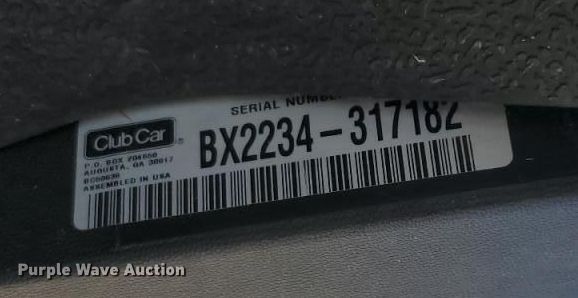 SERIAL NUMBER
Club Car
BX2234-317182
P.O. BOX 204658
AUGUSTA, GA 30917
ASSEMBLED IN USA
Purple Wave Auction